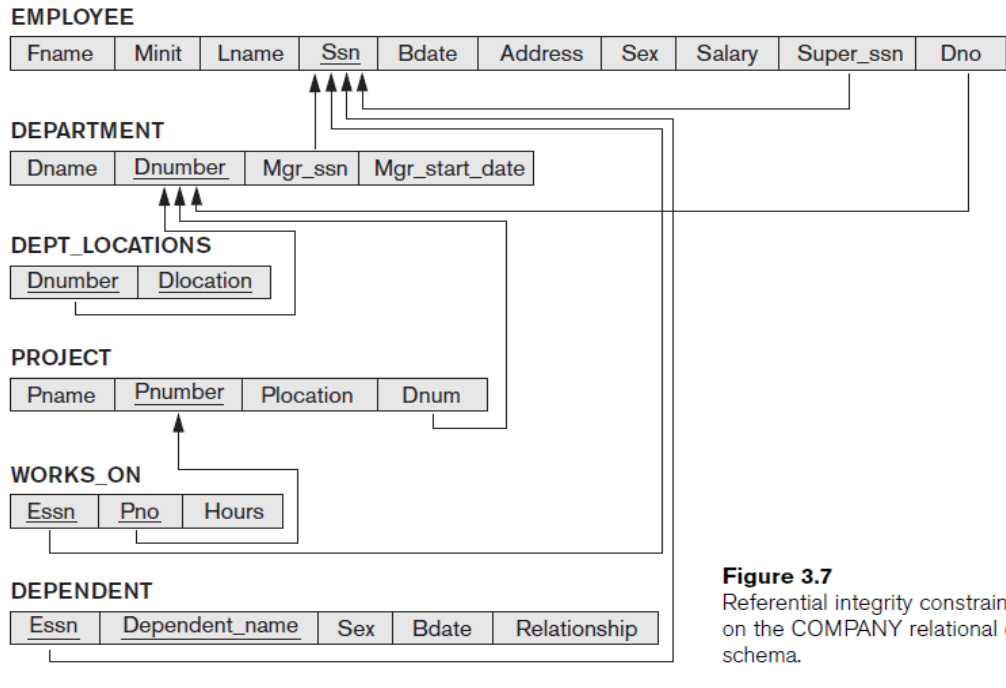 EMPLOYEE
Fname Minit Lname Ssn Bdate Address Sex Salary Super_ssn Dno
DEPARTMENT
Dname Dnumber Mgr_ssn Mgr_start_date
DEPT_LOCATIONS
Dnumber Dlocation
PROJECT
Pname Pnumber Plocation Dnum
WORKS_ON
Essn Pno Hours
DEPENDENT
Essn Dependent_name Sex Bdate Relationship
Figure 3.7
Referential integrity constrain
on the COMPANY relational
schema.